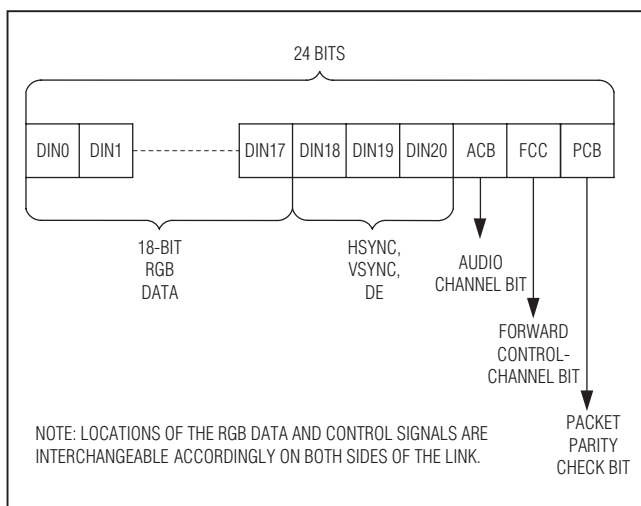 24 BITS
DIN0 DIN1 DIN17 DIN18 DIN19 DIN20 ACB FCC PCB
18-BIT
RGB
DATA
HSYNC,
VSYNC,
DE
AUDIO
CHANNEL BIT
FORWARD
CONTROL-
CHANNEL BIT
PACKET
PARITY
CHECK BIT
NOTE: LOCATIONS OF THE RGB DATA AND CONTROL SIGNALS ARE
INTERCHANGEABLE ACCORDINGLY ON BOTH SIDES OF THE LINK.